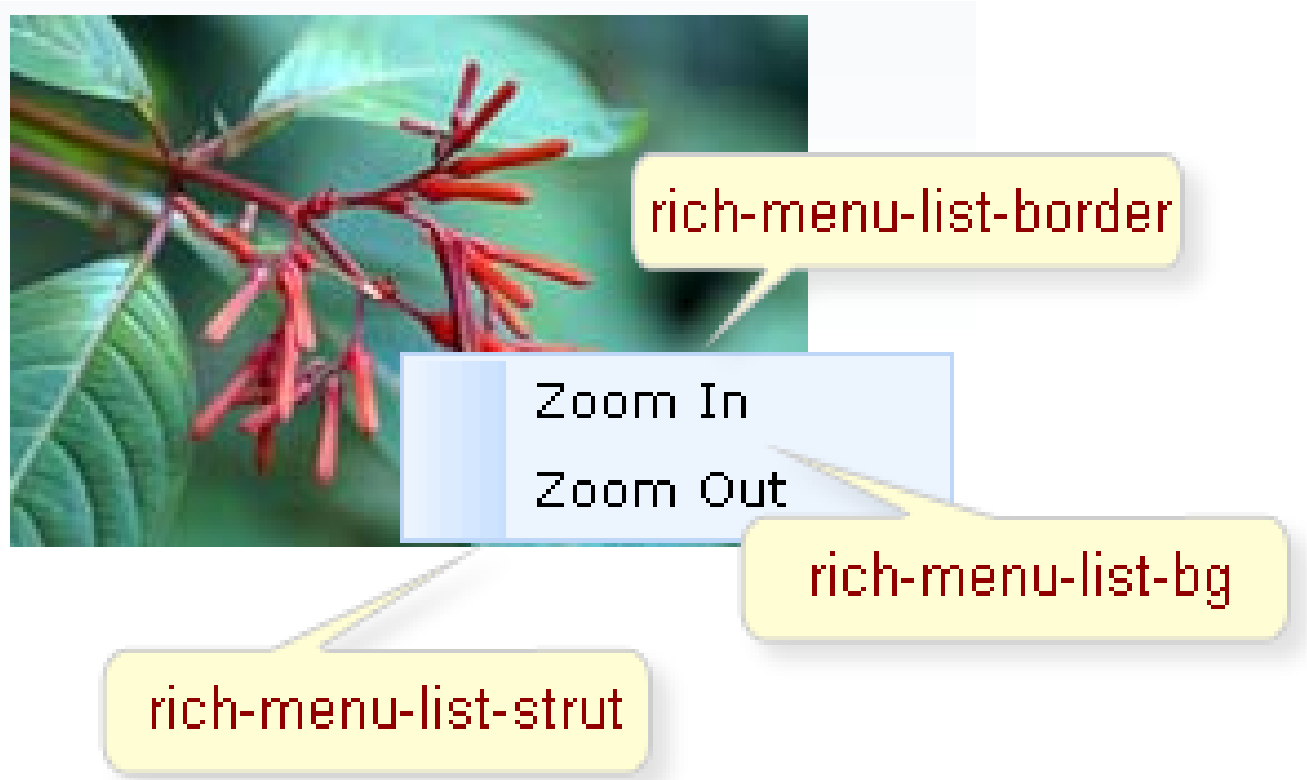 rich-menu-list-border
Zoom In
Zoom Out
rich-menu-list-bg
rich-menu-list-strut